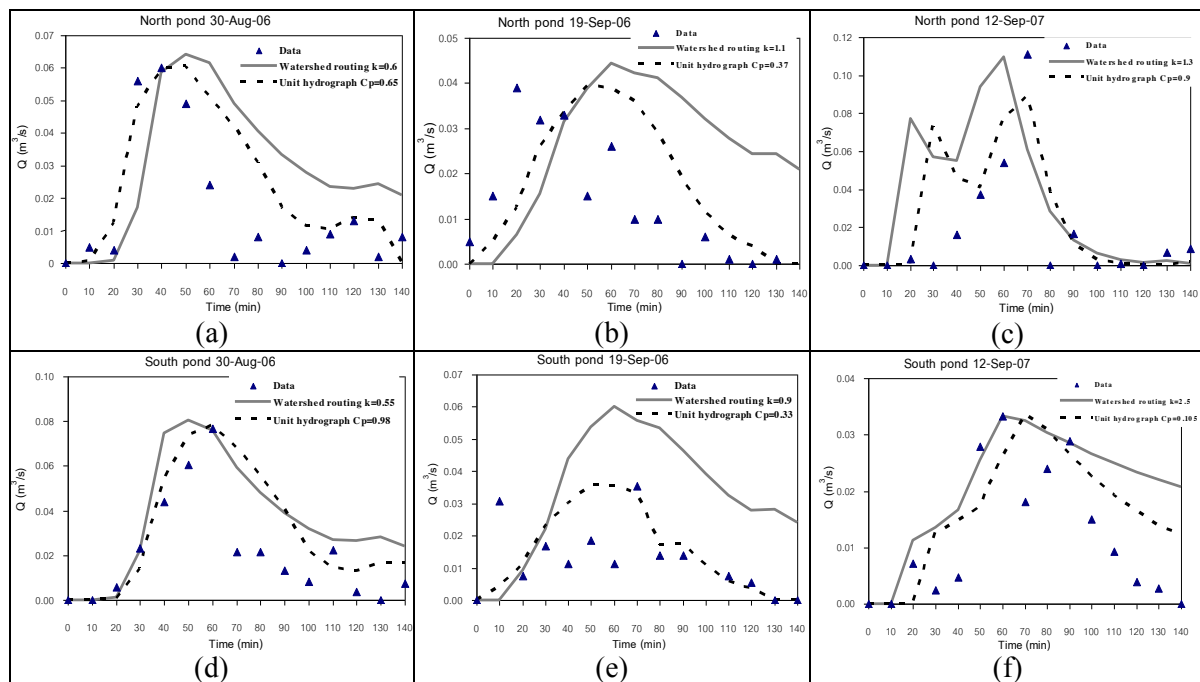 North pond 30-Aug-06
Data
Watershed routing k=0.6
Unit hydrograph Cp=0.65
Q (m³/s)
0.07
0.06
0.05
0.04
0.03
0.02
0.01
0.00
0 10 20 30 40 50 60 70 80 90 100 110 120 130 140
Time (min)
(a)
North pond 19-Sep-06
Data
Watershed routing k=1.1
Unit hydrograph Cp=0.37
Q (m³/s)
0.05
0.04
0.03
0.02
0.01
0.00
0 10 20 30 40 50 60 70 80 90 100 110 120 130 140
Time (min)
(b)
North pond 12-Sep-07
Data
Watershed routing k=1.3
Unit hydrograph Cp=0.9
Q (m³/s)
0.12
0.10
0.08
0.06
0.04
0.02
0.00
0 10 20 30 40 50 60 70 80 90 100 110 120 130 140
Time (min)
(c)
South pond 30-Aug-06
Data
Watershed routing k=0.55
Unit hydrograph Cp=0.98
Q (m³/s)
0.10
0.08
0.06
0.04
0.02
0.00
0 10 20 30 40 50 60 70 80 90 100 110 120 130 140
Time (min)
(d)
South pond 19-Sep-06
Data
Watershed routing k=0.9
Unit hydrograph Cp=0.33
Q (m³/s)
0.07
0.06
0.05
0.04
0.03
0.02
0.01
0.00
0 10 20 30 40 50 60 70 80 90 100 110 120 130 140
Time (min)
(e)
South pond 12-Sep-07
Data
Watershed routing k=2.5
Unit hydrograph Cp=0.105
Q (m³/s)
0.04
0.03
0.02
0.01
0.00
0 10 20 30 40 50 60 70 80 90 100 110 120 130 140
Time (min)
(f)